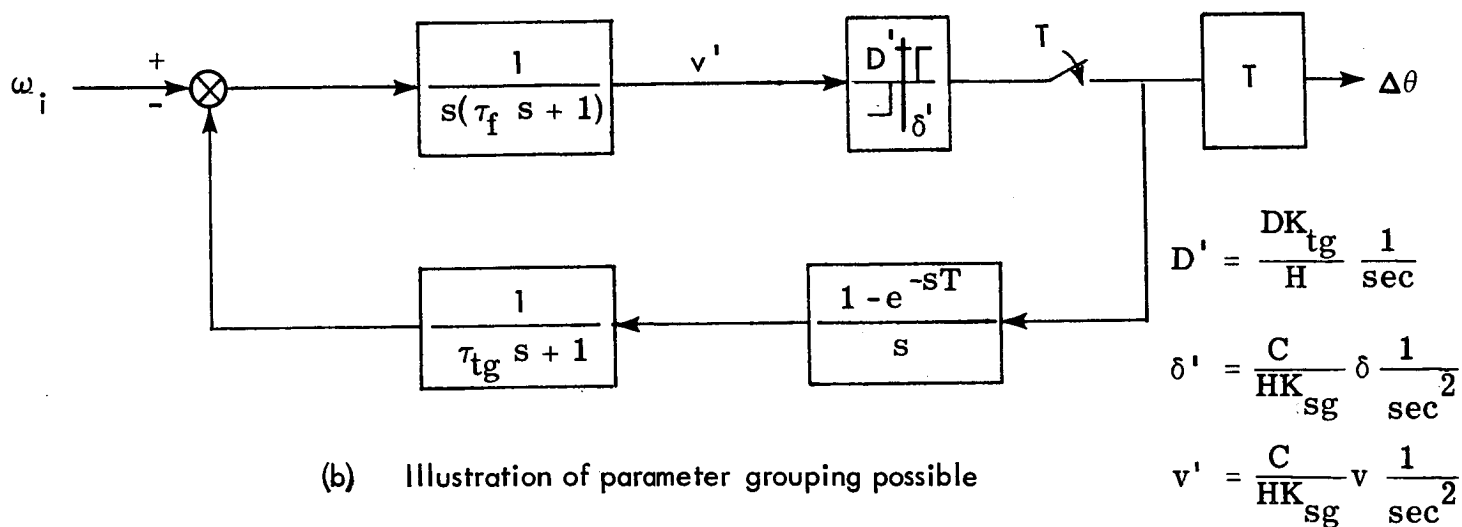 ω_i
+
-
1
s(τ_f s + 1)
v'
D'
δ'
T
T
Δθ
1
τ_tg s + 1
1 - e^-sT
s
D' = DK_tg / H 1 / sec
δ' = C / HK_sg δ 1 / sec^2
v' = C / HK_sg v 1 / sec^2
(b) Illustration of parameter grouping possible